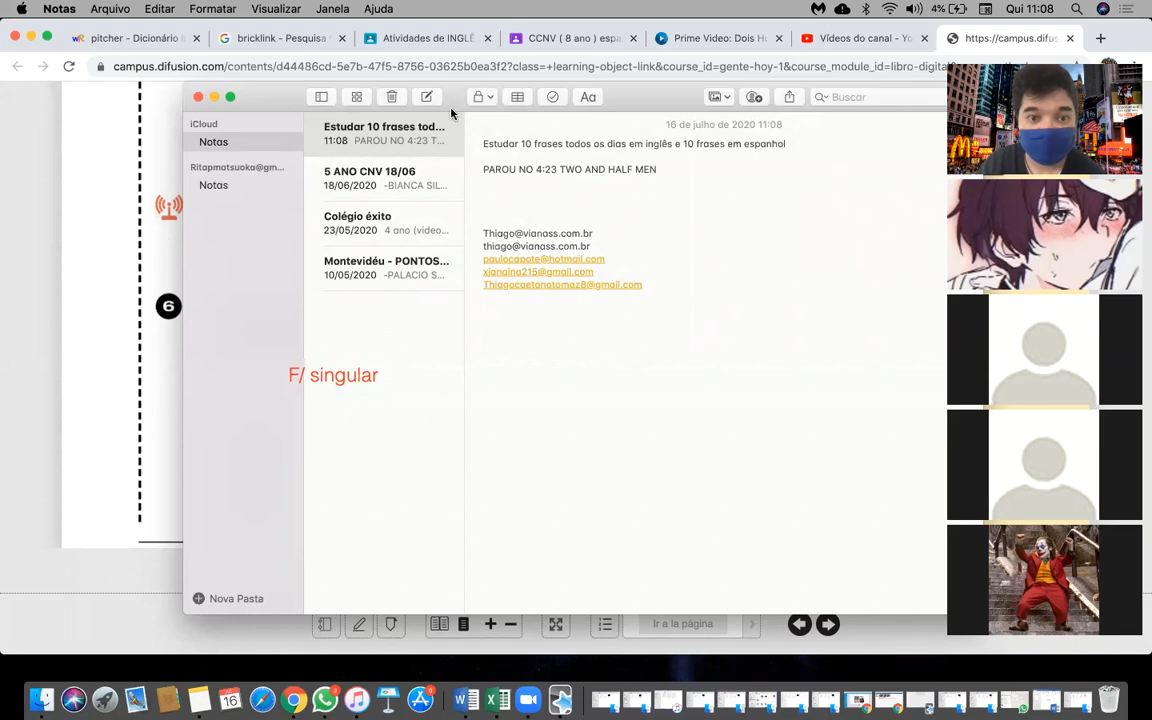 Notas Arquivo Editar Formatar Visualizar Janela Ajuda 4% Qui 11:08
pitcher - Dicionário I
bricklink - Pesquisa
Atividades de INGLÊ
CCNV ( 8 ano ) espa
Prime Video: Dois H
Vídeos do canal - Yo
https://campus.difus
campus.difusion.com/contents/d44486cd-5e7b-47f5-8756-03625b0ea3f2?class=+learning-object-link&course_id=gente-hoy-1&course_module_id=libro-digital
Aa
Buscar
iCloud
Notas
Ritapmatsuoka@gm...
Notas
Nova Pasta
Estudar 10 frases tod...
11:08 PAROU NO 4:23 T...
5 ANO CNV 18/06
18/06/2020 -BIANCA SIL...
Colégio éxito
23/05/2020 4 ano (video...
Montevidéu - PONTOS...
10/05/2020 -PALACIO S...
16 de julho de 2020 11:08
Estudar 10 frases todos os dias em inglês e 10 frases em espanhol
PAROU NO 4:23 TWO AND HALF MEN
Thiago@vianass.com.br
thiago@vianass.com.br
paulocapote@hotmail.com
xjanaina215@gmail.com
Thiagocaetanotomaz8@gmail.com
6
F/ singular
Ir a la página
16